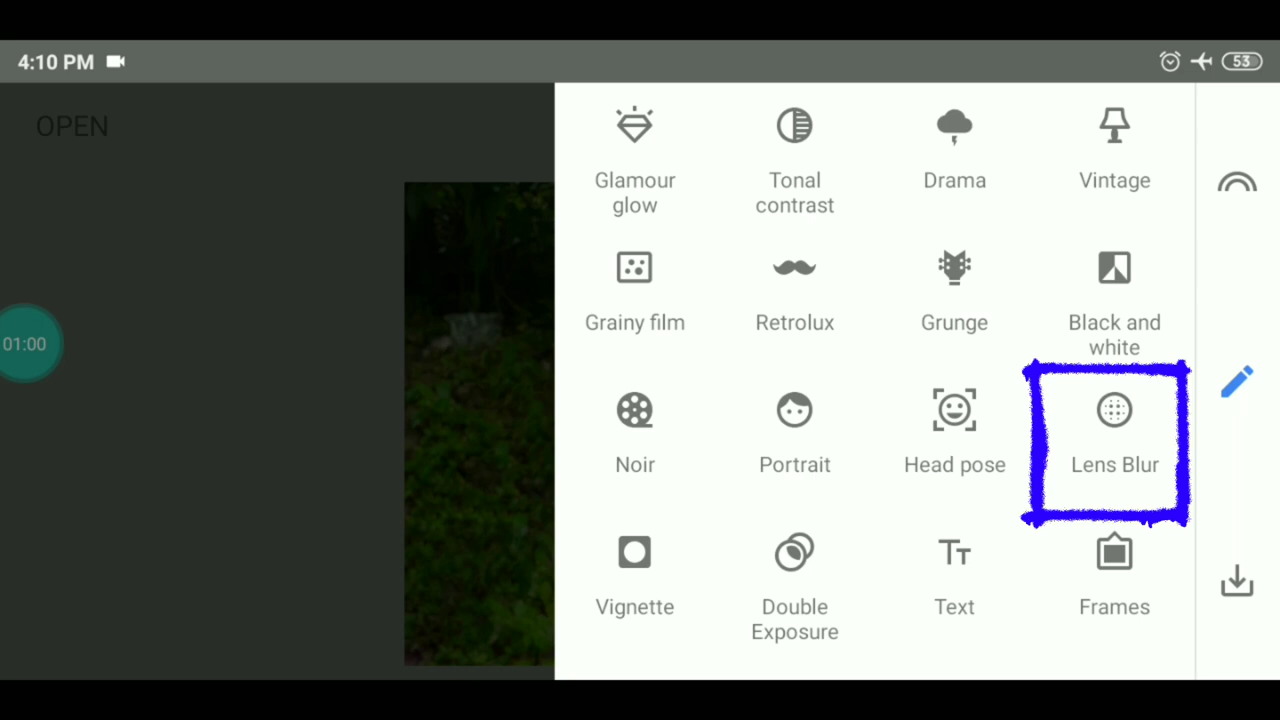 4:10 PM
53
OPEN
Glamour
glow
Tonal
contrast
Drama
Vintage
Grainy film
Retrolux
Grunge
Black and
white
01:00
Noir
Portrait
Head pose
Lens Blur
Vignette
Double
Exposure
Text
Frames